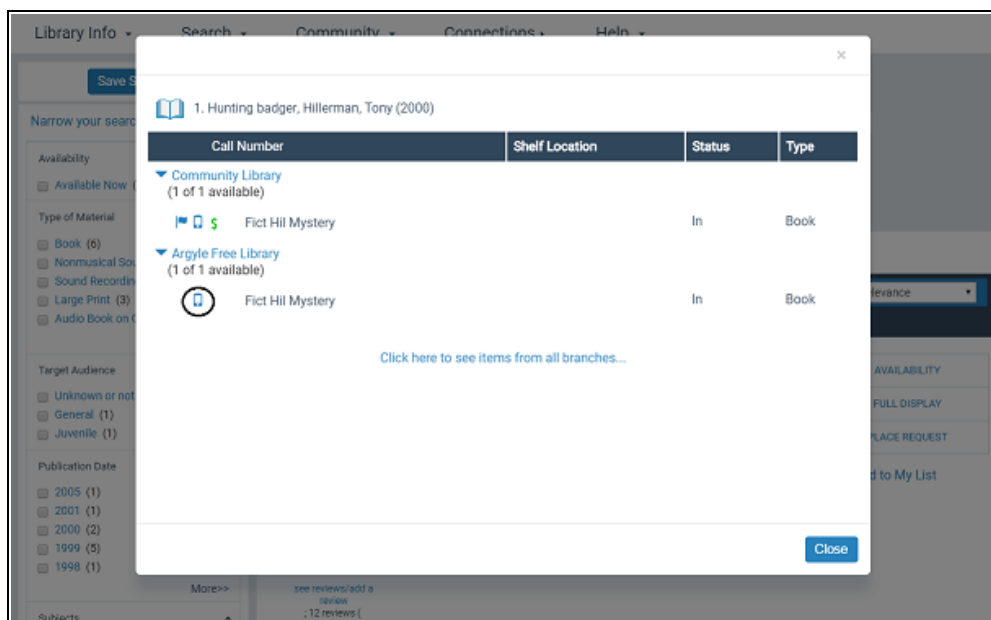 Library Info Search Community Connections Help
×
Save S
1. Hunting badger, Hillerman, Tony (2000)
Narrow your searc
Call Number Shelf Location Status Type
Availability
Community Library
(1 of 1 available)
Available Now (
Type of Material
$ Fict Hil Mystery In Book
Book (6)
Argyle Free Library
(1 of 1 available)
Nonmusical Sou
Sound Recordin
Large Print (3)
Fict Hil Mystery In Book
levance
Audio Book on C
Click here to see items from all branches...
Target Audience
AVAILABILITY
Unknown or not
FULL DISPLAY
General (1)
Juvenile (1)
PLACE REQUEST
Publication Date
d to My List
2005 (1)
2001 (1)
2000 (2)
1999 (5)
Close
1998 (1)
More>>
see reviews/add a
review
; 12 reviews (
Subjects